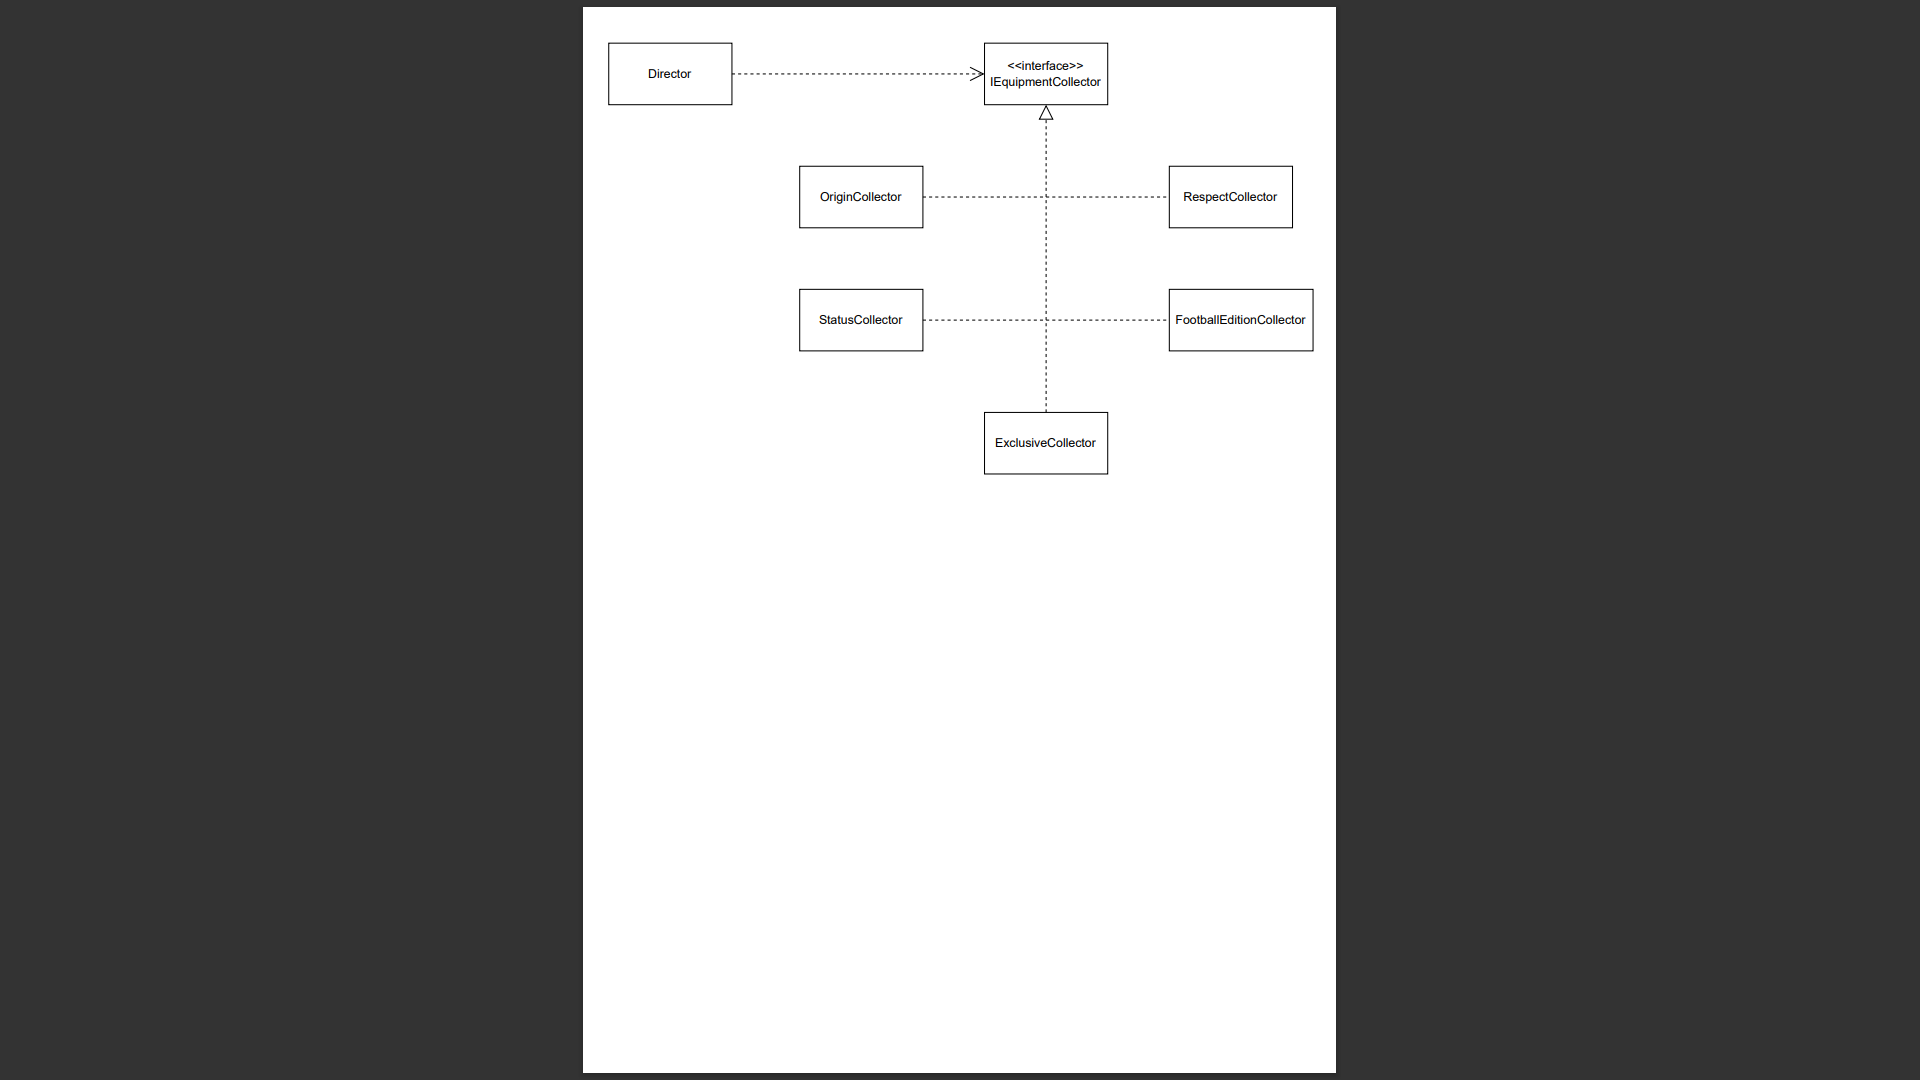 Director
<<interface>>
IEquipmentCollector
OriginCollector
RespectCollector
StatusCollector
FootballEditionCollector
ExclusiveCollector